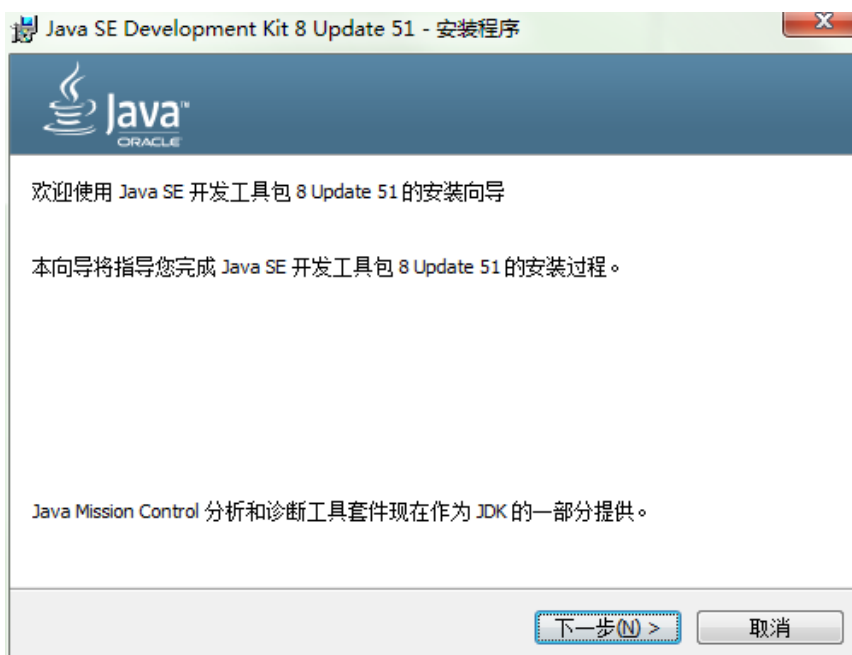 Java SE Development Kit 8 Update 51 - 安装程序
Java™
ORACLE
欢迎使用 Java SE 开发工具包 8 Update 51 的安装向导
本向导将指导您完成 Java SE 开发工具包 8 Update 51 的安装过程。
Java Mission Control 分析和诊断工具套件现在作为 JDK 的一部分提供。
下一步(N) >
取消